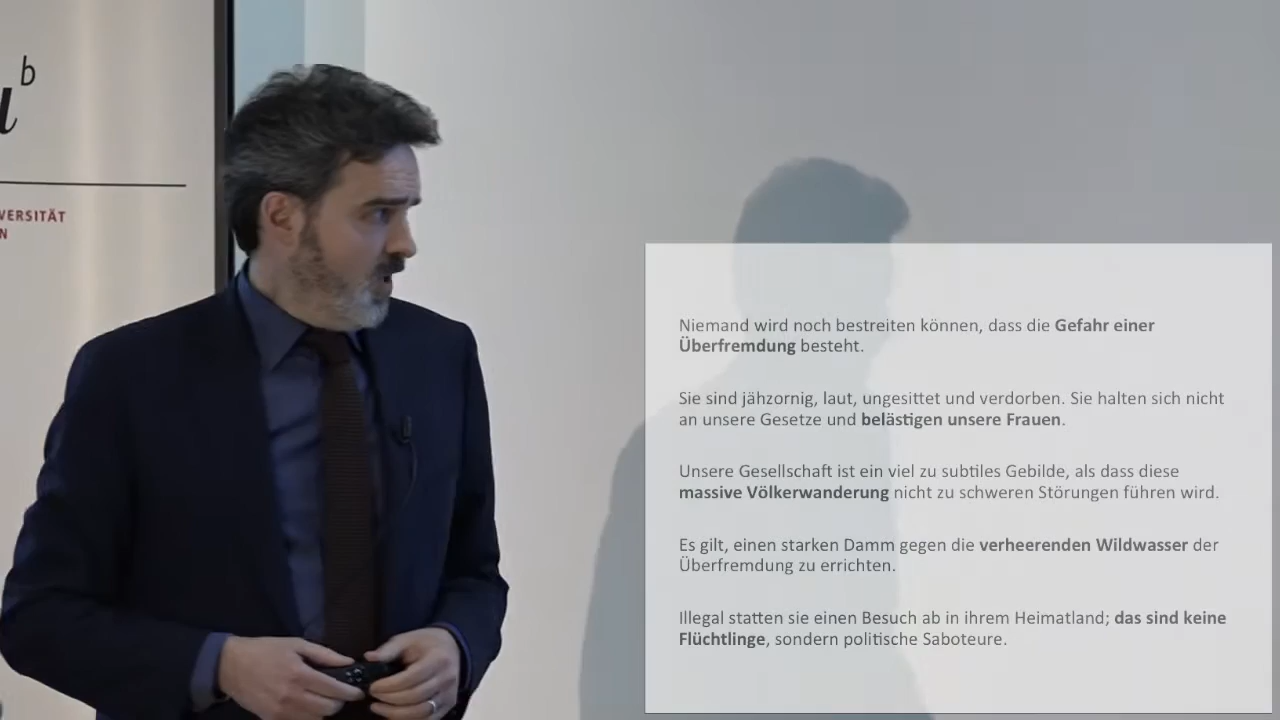 u
b
VERSITÄT
N
Niemand wird noch bestreiten können, dass die Gefahr einer
Überfremdung besteht.
Sie sind jähzornig, laut, ungesittet und verdorben. Sie halten sich nicht
an unsere Gesetze und belästigen unsere Frauen.
Unsere Gesellschaft ist ein viel zu subtiles Gebilde, als dass diese
massive Völkerwanderung nicht zu schweren Störungen führen wird.
Es gilt, einen starken Damm gegen die verheerenden Wildwasser der
Überfremdung zu errichten.
Illegal statten sie einen Besuch ab in ihrem Heimatland; das sind keine
Flüchtlinge, sondern politische Saboteure.